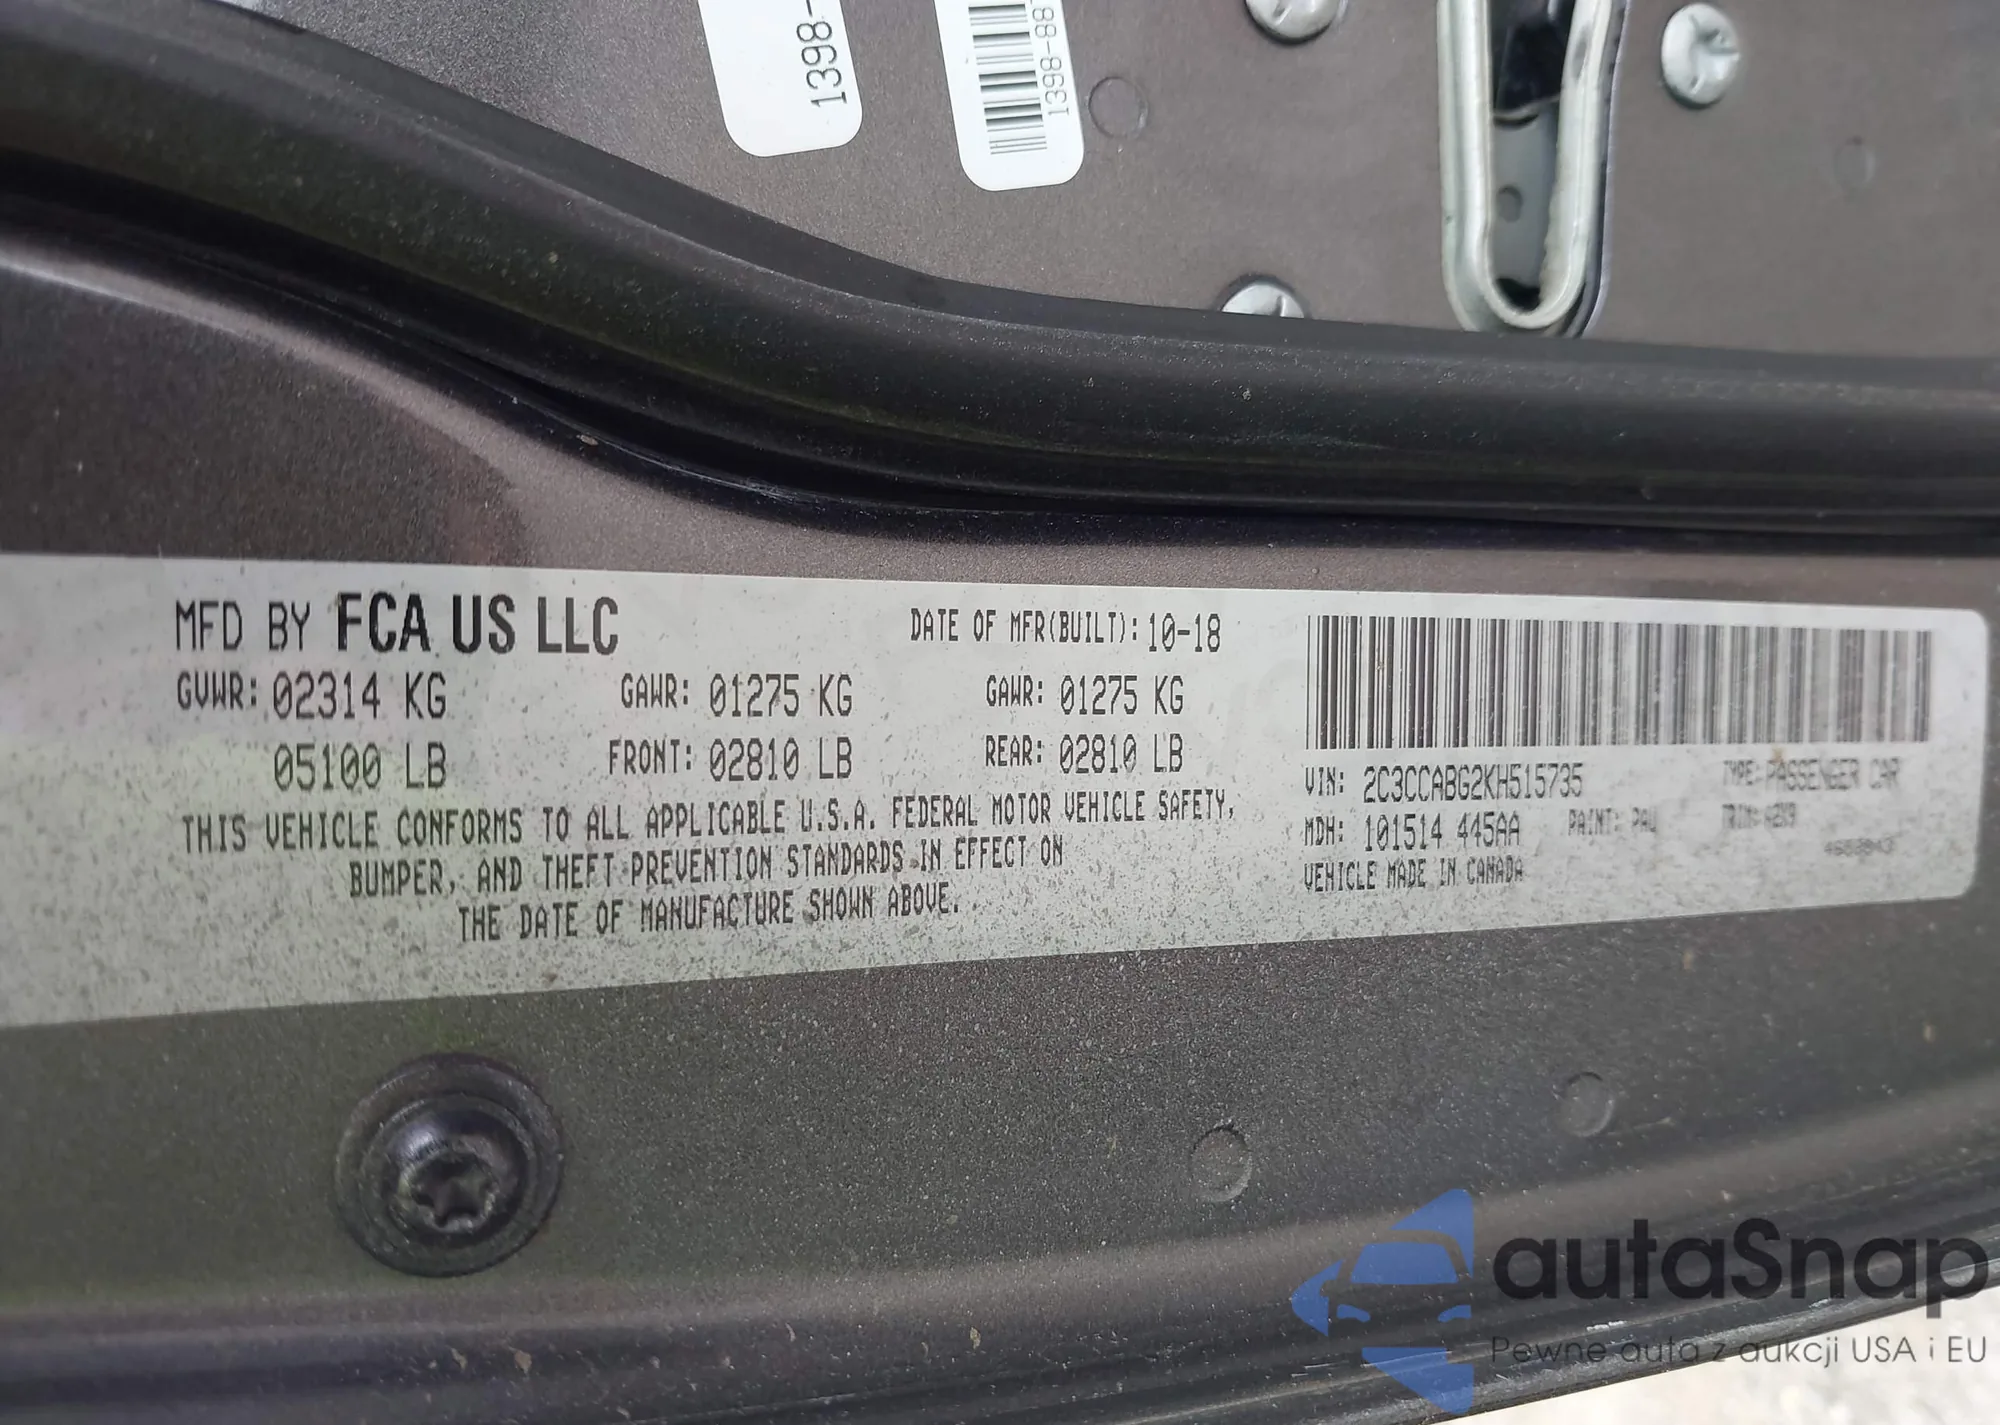 1398-
1398-88
MFD BY FCA US LLC
DATE OF MFR(BUILT): 10-18
GVWR: 02314 KG
GAWR: 01275 KG
GAWR: 01275 KG
05100 LB
FRONT: 02810 LB
REAR: 02810 LB
THIS VEHICLE CONFORMS TO ALL APPLICABLE U.S.A. FEDERAL MOTOR VEHICLE SAFETY,
BUMPER, AND THEFT PREVENTION STANDARDS IN EFFECT ON
THE DATE OF MANUFACTURE SHOWN ABOVE.
VIN: 2C3CCABG2KH515735
TYPE: PASSENGER CAR
MDH: 101514 445AA
PAINT: PAU
TRIM:
VEHICLE MADE IN CANADA
autaSnap
Pewne auta z aukcji USA i EU